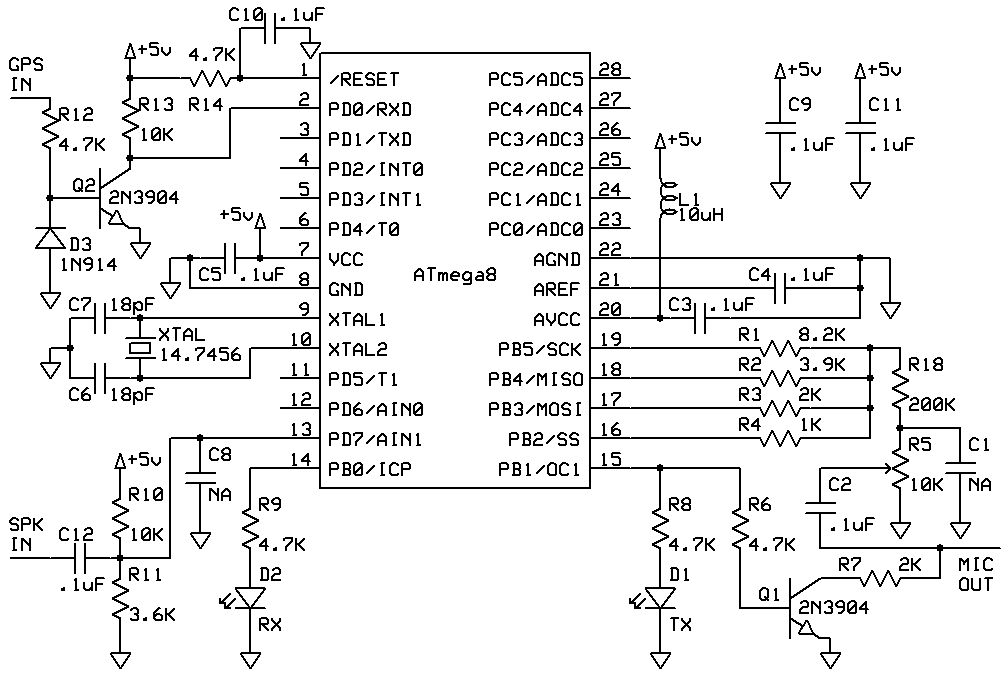 C10 .1uF
+5v
4.7K
GPS
IN
1 /RESET
PC5/ADC5 28
+5v
+5v
R12
R13
R14
2 PD0/RXD
PC4/ADC4 27
C9
C11
4.7K
10K
3 PD1/TXD
PC3/ADC3 26
+5v
.1uF
.1uF
4 PD2/INT0
PC2/ADC2 25
Q2
2N3904
5 PD3/INT1
PC1/ADC1 24
L1
10uH
+5v
6 PD4/T0
PC0/ADC0 23
D3
1N914
7 VCC
AGND 22
C5 .1uF
ATmega8
C4 .1uF
8 GND
AREF 21
C7 18pF
C3 .1uF
9 XTAL1
AVCC 20
XTAL
14.7456
R1 8.2K
10 XTAL2
PB5/SCK 19
R2 3.9K
R18
11 PD5/T1
PB4/MISO 18
C6 18pF
R3 2K
200K
12 PD6/AIN0
PB3/MOSI 17
R4 1K
13 PD7/AIN1
PB2/SS 16
R5
C1
+5v
C8
14 PB0/ICP
PB1/OC1 15
10K
NA
C2
R10
NA
R9
R8
R6
.1uF
SPK
IN
C12
10K
4.7K
4.7K
4.7K
R7 2K
MIC
OUT
.1uF
R11
D2
D1
Q1
2N3904
3.6K
RX
TX